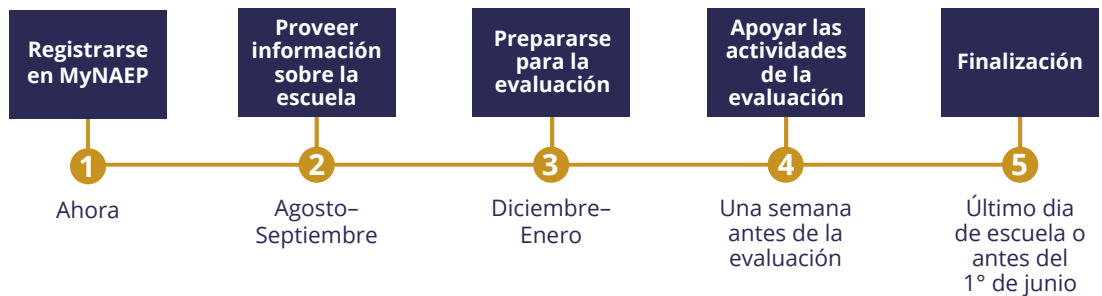 Registrarse
en MyNAEP
Proveer
información
sobre la
escuela
Prepararse
para la
evaluación
Apoyar las
actividades
de la
evaluación
Finalización
1
2
3
4
5
Ahora
Agosto–
Septiembre
Diciembre–
Enero
Una semana
antes de la
evaluación
Último dia
de escuela o
antes del
1° de junio